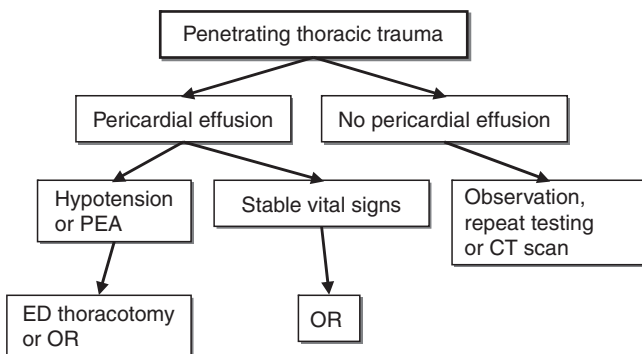 Penetrating thoracic trauma
Pericardial effusion
No pericardial effusion
Hypotension
or PEA
Stable vital signs
Observation,
repeat testing
or CT scan
ED thoracotomy
or OR
OR